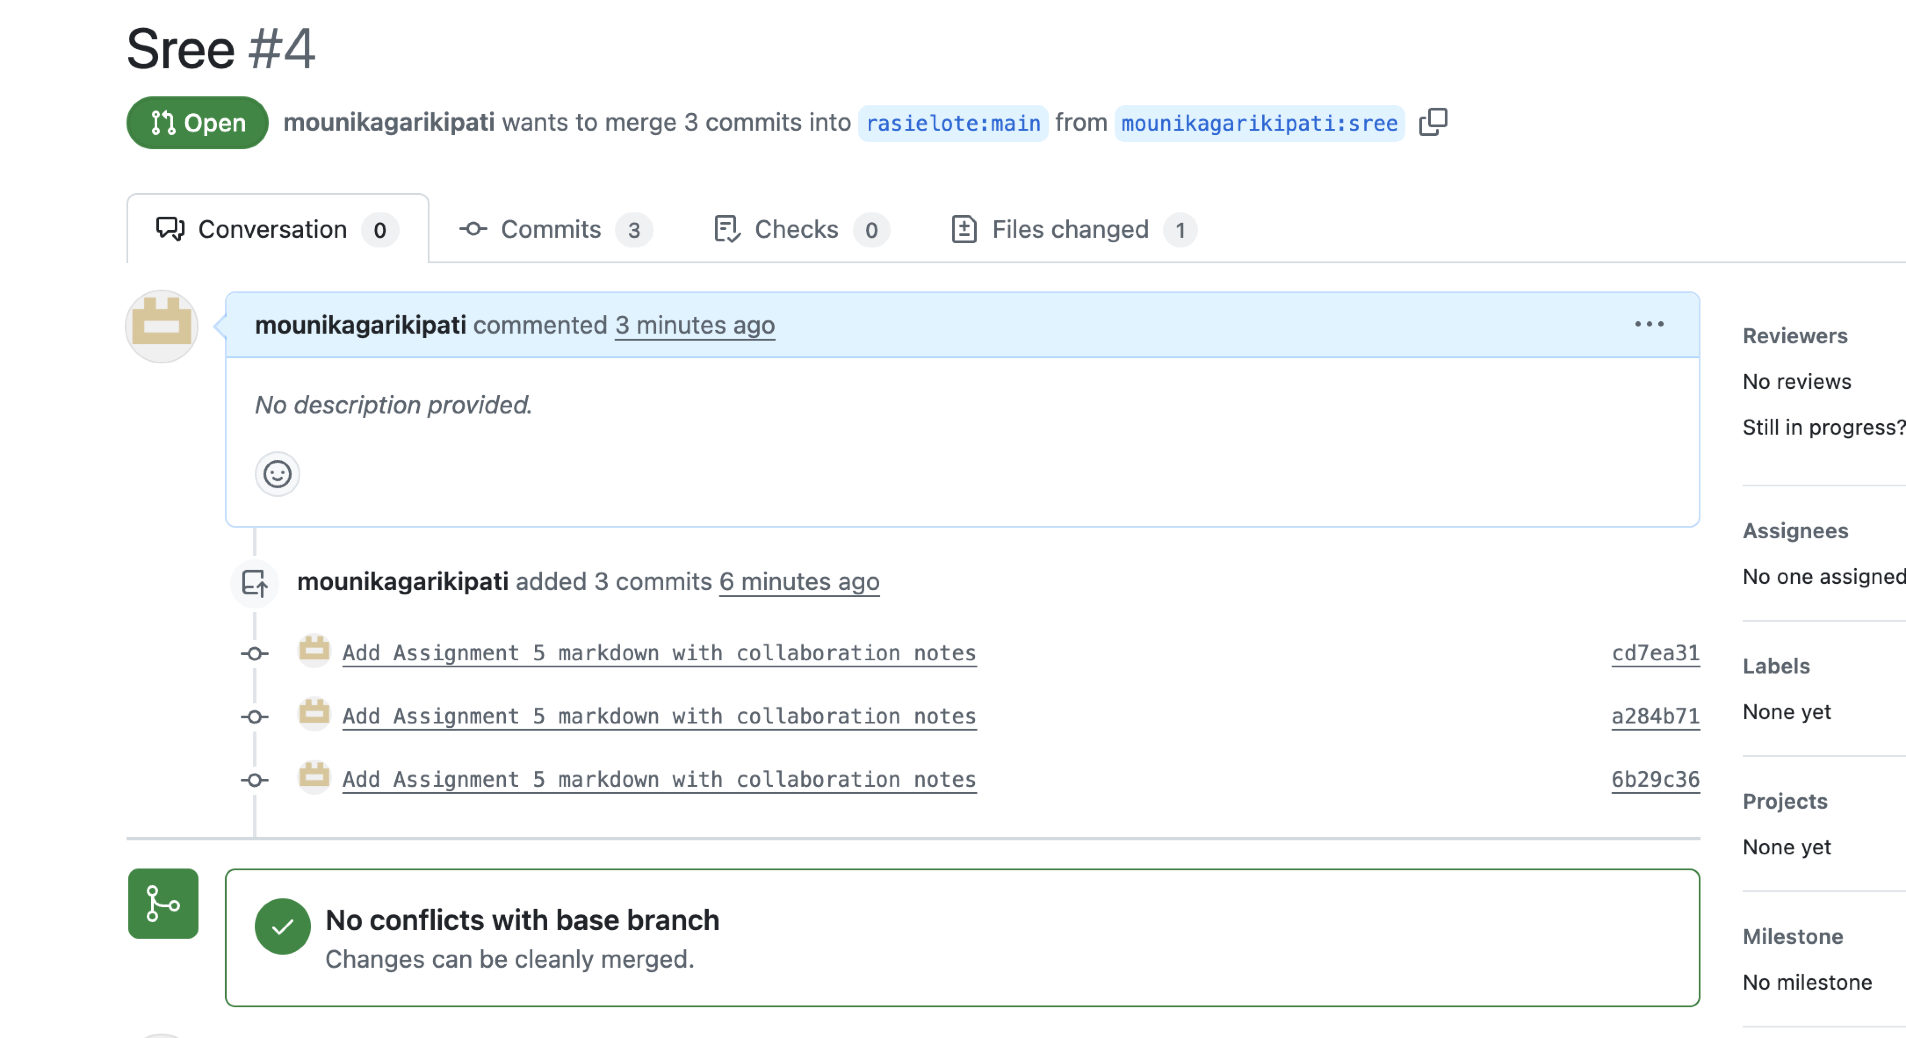 Sree #4
Open mounikagarikipati wants to merge 3 commits into rasielote:main from mounikagarikipati:sree
Conversation 0 Commits 3 Checks 0 Files changed 1
mounikagarikipati commented 3 minutes ago
No description provided.
mounikagarikipati added 3 commits 6 minutes ago
Add Assignment 5 markdown with collaboration notes cd7ea31
Add Assignment 5 markdown with collaboration notes a284b71
Add Assignment 5 markdown with collaboration notes 6b29c36
No conflicts with base branch
Changes can be cleanly merged.
Reviewers
No reviews
Still in progress?
Assignees
No one assigned
Labels
None yet
Projects
None yet
Milestone
No milestone